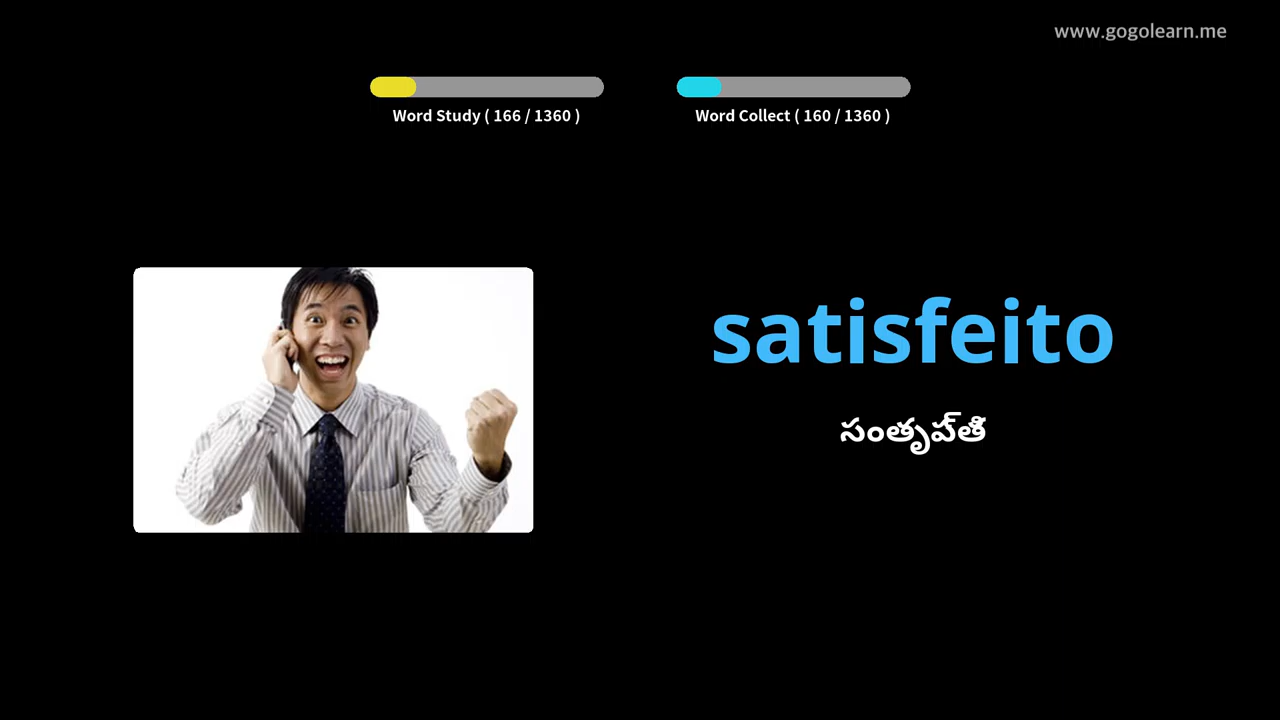 www.gogolearn.me
Word Study ( 166 / 1360 )
Word Collect ( 160 / 1360 )
satisfeito
సంతృప్తి